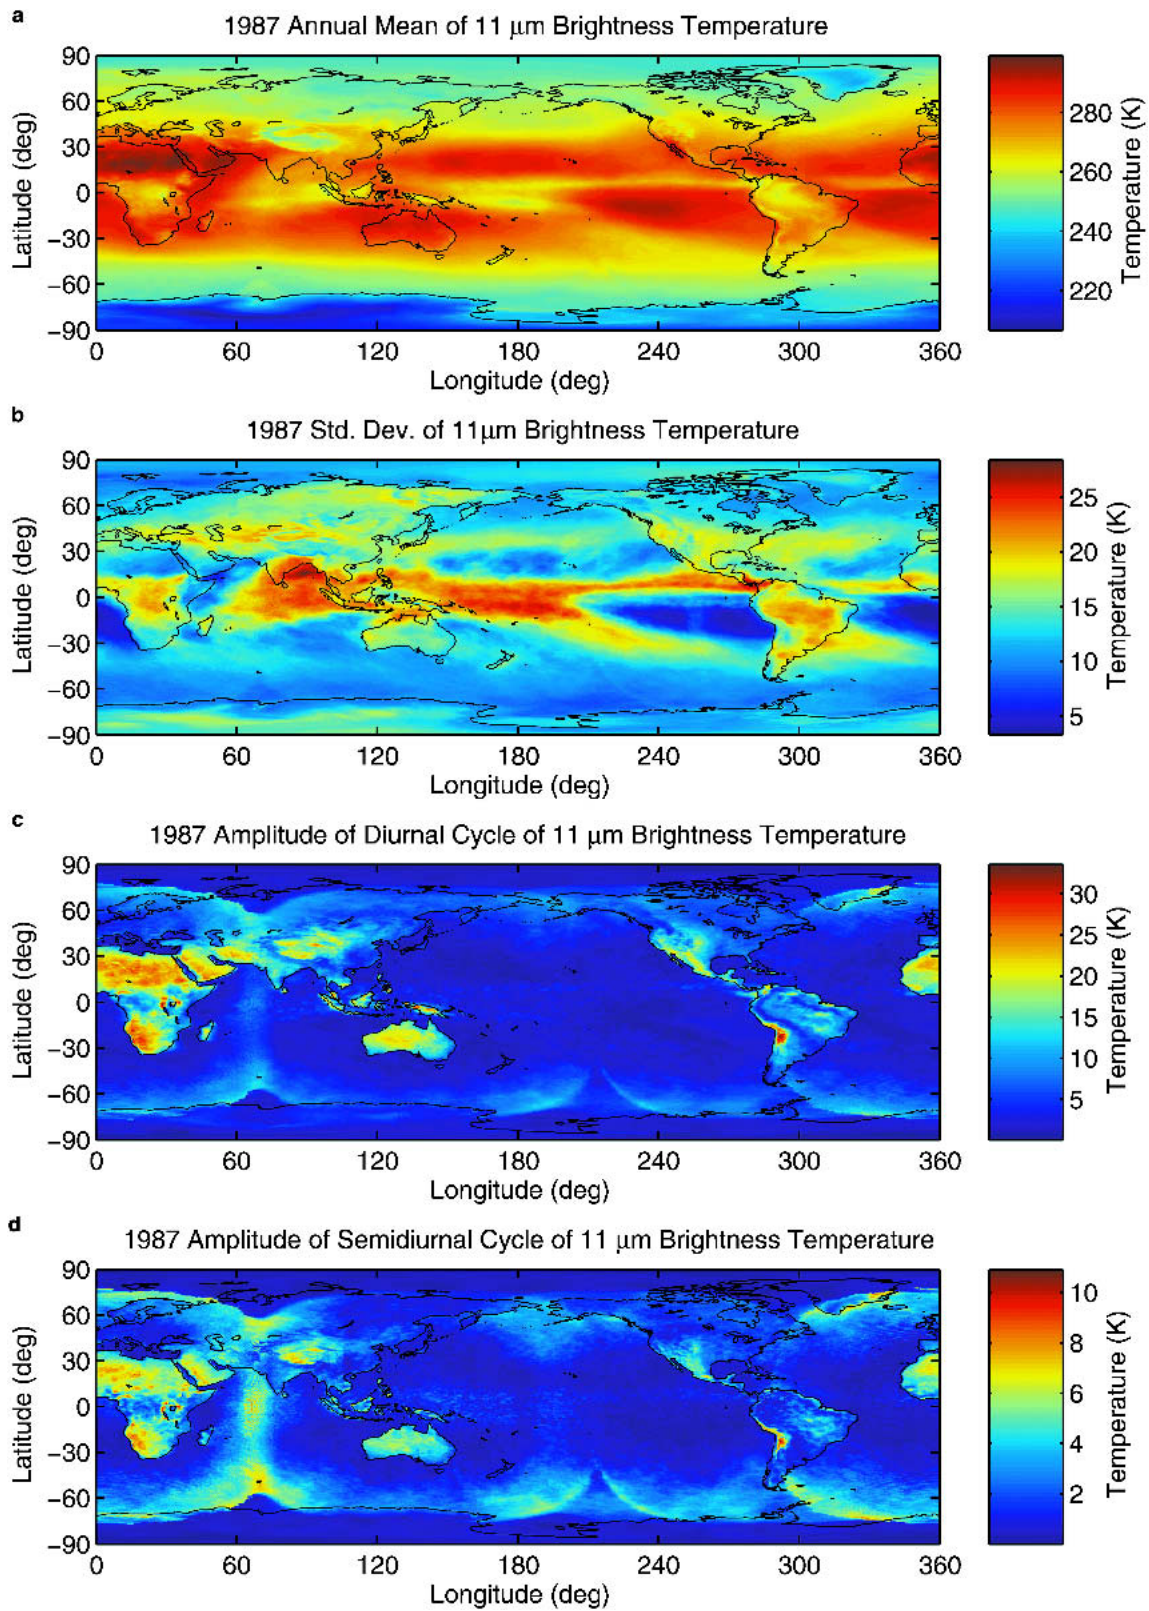 a
1987 Annual Mean of 11 μm Brightness Temperature
90
60
30
0
−30
−60
−90
Latitude (deg)
0 60 120 180 240 300 360
Longitude (deg)
280
260
240
220
Temperature (K)
b
1987 Std. Dev. of 11μm Brightness Temperature
90
60
30
0
−30
−60
−90
Latitude (deg)
0 60 120 180 240 300 360
Longitude (deg)
25
20
15
10
5
Temperature (K)
c
1987 Amplitude of Diurnal Cycle of 11 μm Brightness Temperature
90
60
30
0
−30
−60
−90
Latitude (deg)
0 60 120 180 240 300 360
Longitude (deg)
30
25
20
15
10
5
Temperature (K)
d
1987 Amplitude of Semidiurnal Cycle of 11 μm Brightness Temperature
90
60
30
0
−30
−60
−90
Latitude (deg)
0 60 120 180 240 300 360
Longitude (deg)
10
8
6
4
2
Temperature (K)